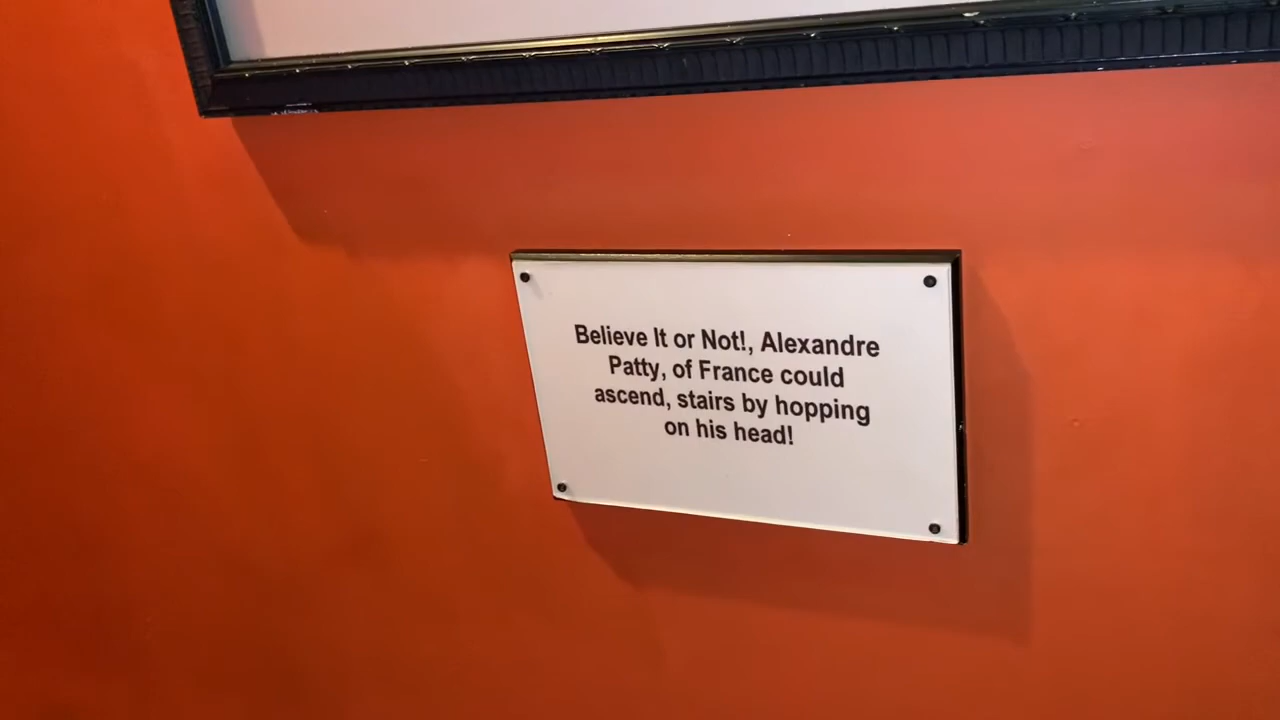 Believe It or Not!, Alexandre
Patty, of France could
ascend, stairs by hopping
on his head!